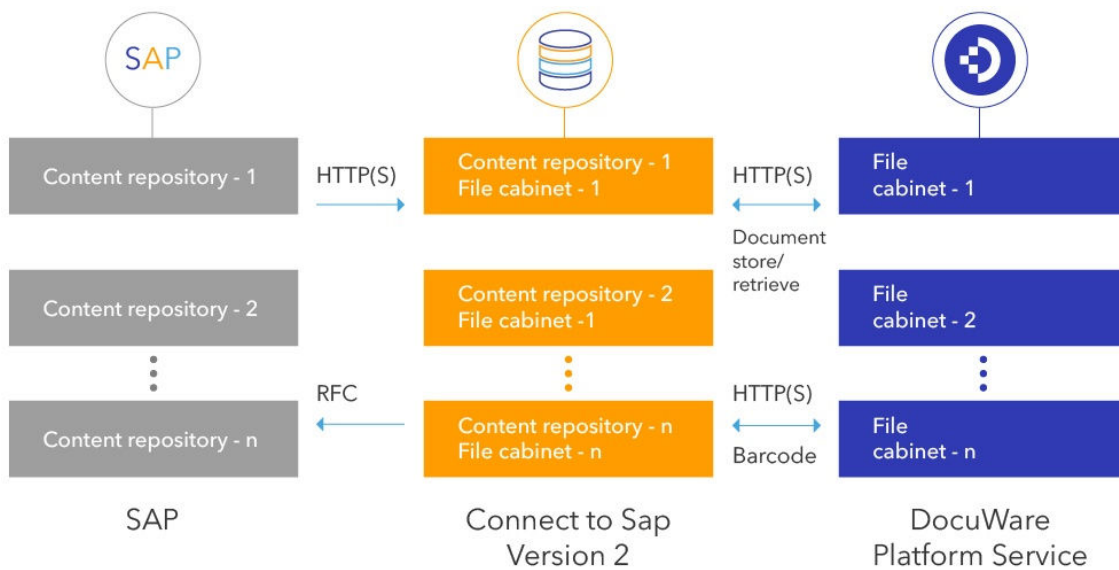 SAP
Content repository - 1
HTTP(S)
Content repository - 1
File cabinet - 1
HTTP(S)
Document
store/
retrieve
File
cabinet - 1
Content repository - 2
Content repository - 2
File cabinet -1
File
cabinet - 2
RFC
HTTP(S)
Barcode
Content repository - n
Content repository - n
File cabinet - n
File
cabinet - n
SAP
Connect to Sap
Version 2
DocuWare
Platform Service